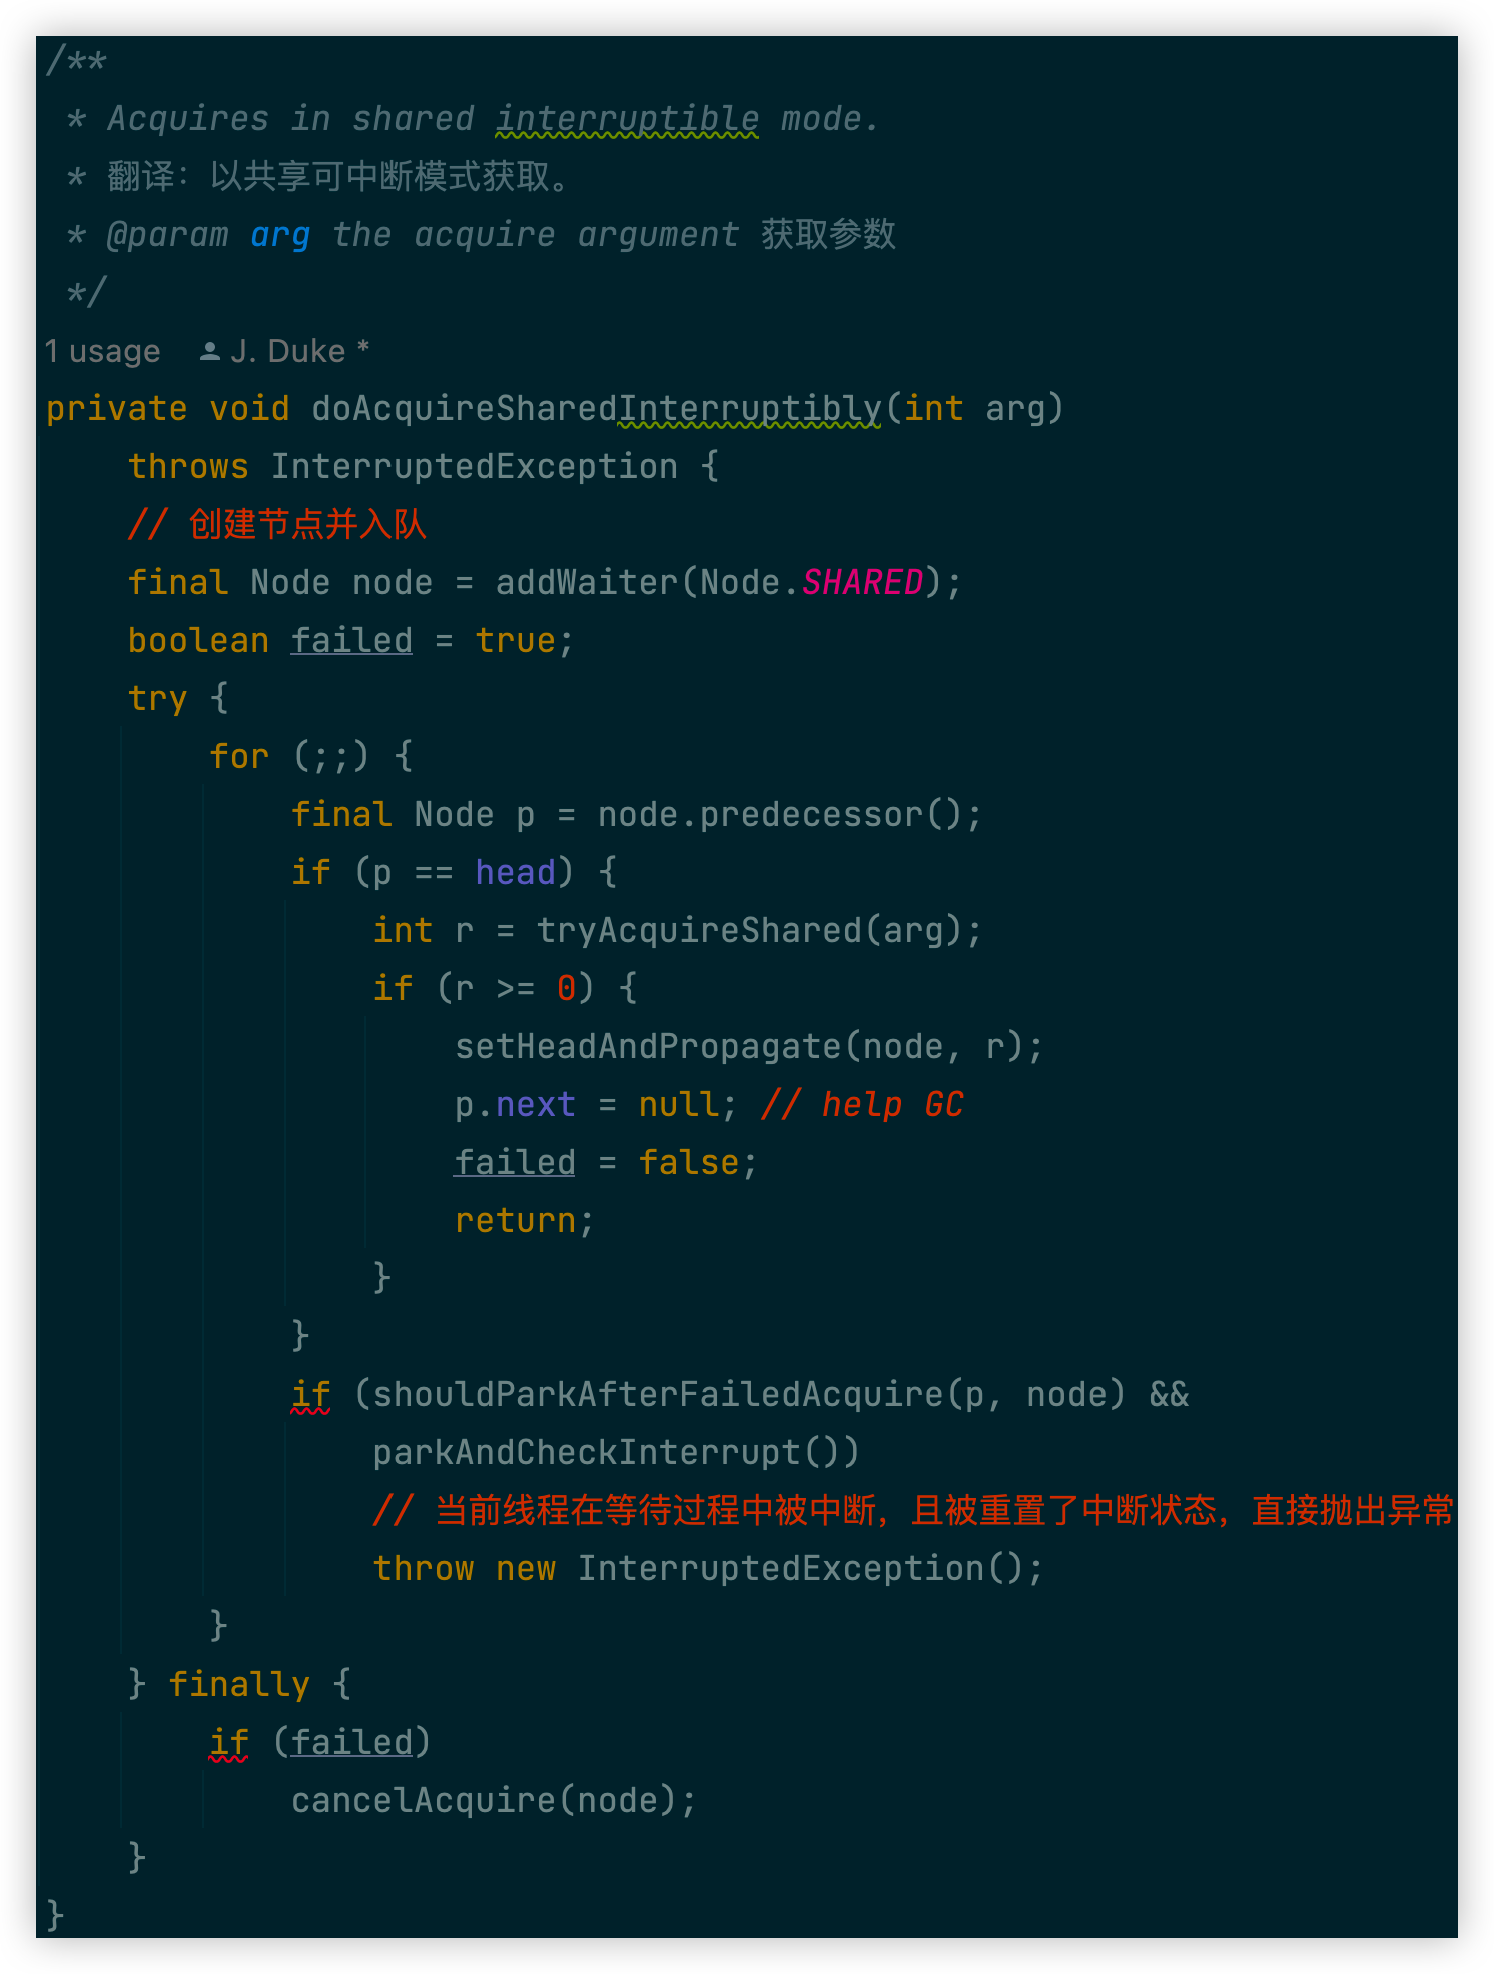 /**
 * Acquires in shared interruptible mode.
 * 翻译：以共享可中断模式获取。
 * @param arg the acquire argument 获取参数
 */
1 usage J. Duke *
private void doAcquireSharedInterruptibly(int arg)
    throws InterruptedException {
    // 创建节点并入队
    final Node node = addWaiter(Node.SHARED);
    boolean failed = true;
    try {
        for (;;) {
            final Node p = node.predecessor();
            if (p == head) {
                int r = tryAcquireShared(arg);
                if (r >= 0) {
                    setHeadAndPropagate(node, r);
                    p.next = null; // help GC
                    failed = false;
                    return;
                }
            }
            if (shouldParkAfterFailedAcquire(p, node) &&
                parkAndCheckInterrupt())
                // 当前线程在等待过程中被中断，且被重置了中断状态，直接抛出异常
                throw new InterruptedException();
        }
    } finally {
        if (failed)
            cancelAcquire(node);
    }
}